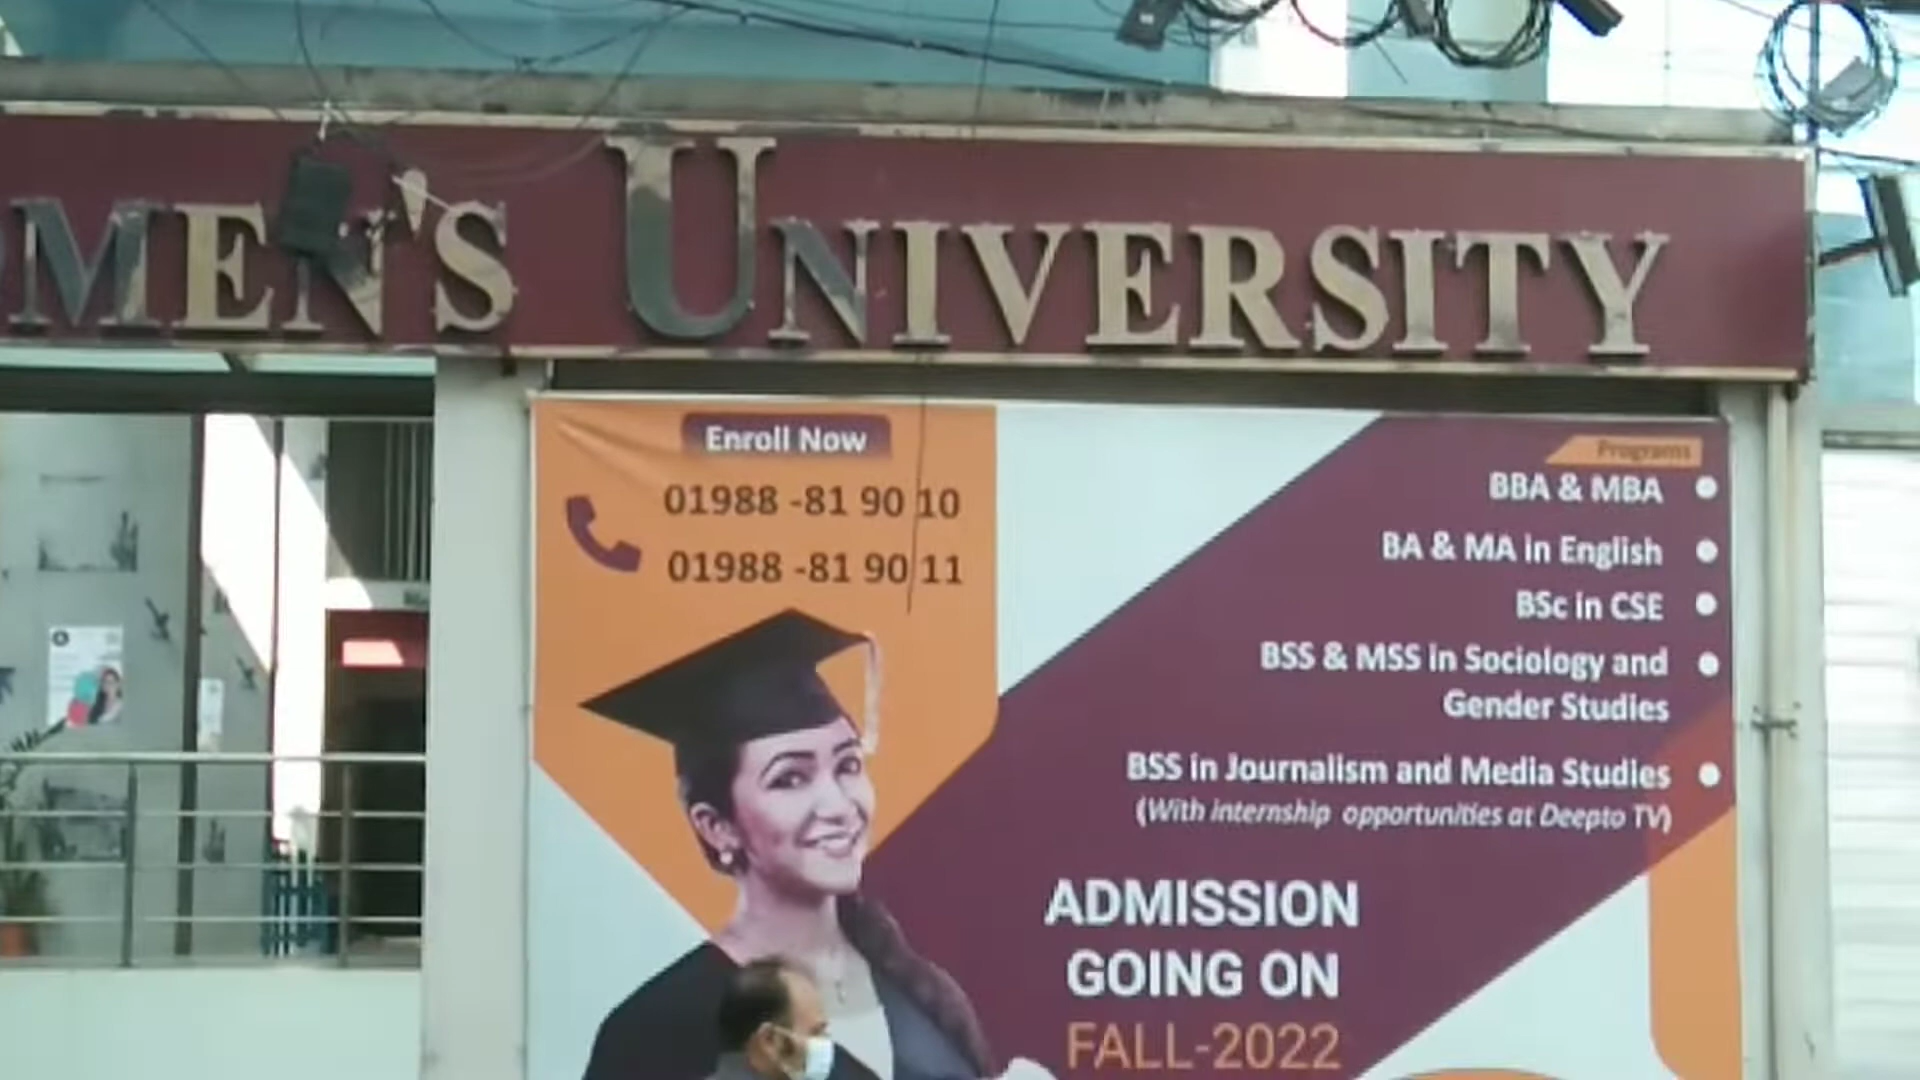 MEN'S UNIVERSITY
Enroll Now
01988 -81 90 10
01988 -81 90 11
Programs
BBA & MBA
BA & MA in English
BSc in CSE
BSS & MSS in Sociology and
Gender Studies
BSS in Journalism and Media Studies
(With internship opportunities at Deepto TV)
ADMISSION
GOING ON
FALL-2022